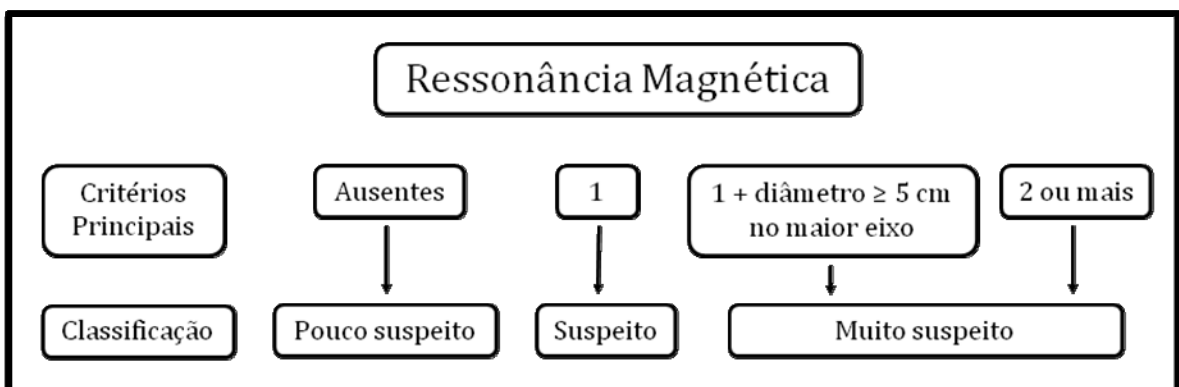 Ressonância Magnética
Critérios
Principais
Ausentes
1
1 + diâmetro ≥ 5 cm
no maior eixo
2 ou mais
Classificação
Pouco suspeito
Suspeito
Muito suspeito